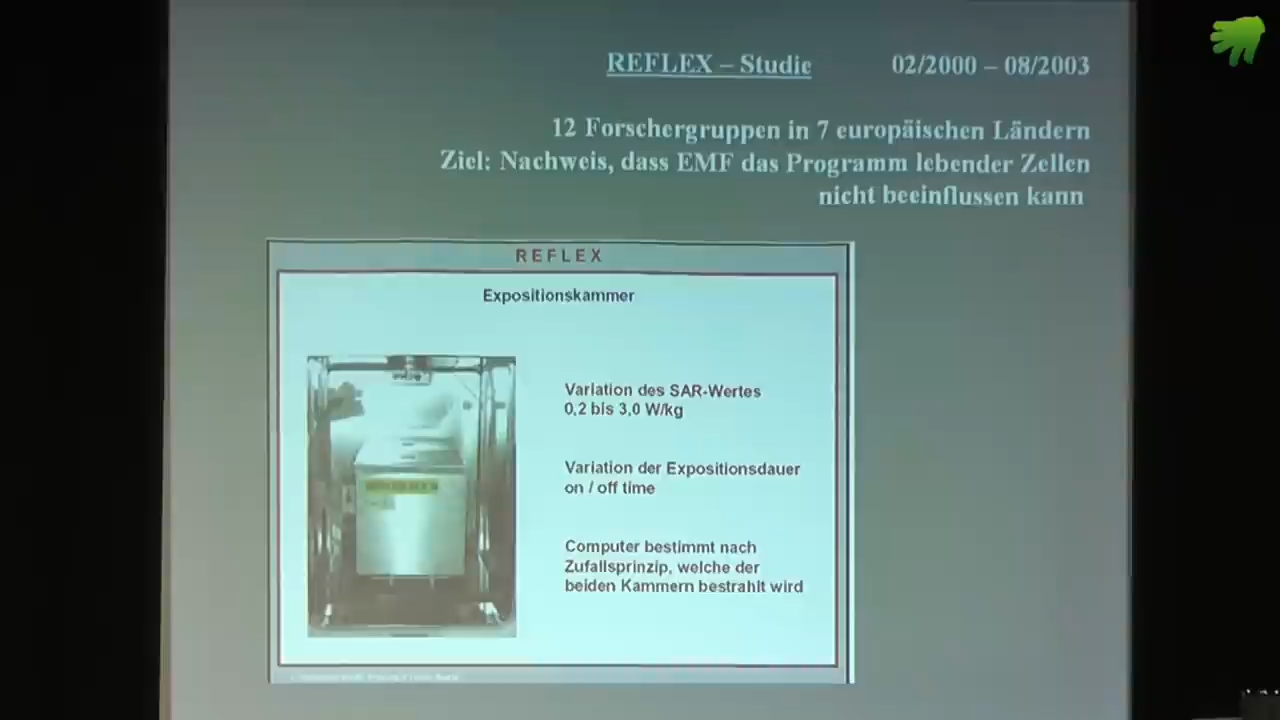 REFLEX – Studie 02/2000 – 08/2003
12 Forschergruppen in 7 europäischen Ländern
Ziel: Nachweis, dass EMF das Programm lebender Zellen
nicht beeinflussen kann
REFLEX
Expositionskammer
Variation des SAR-Wertes
0,2 bis 3,0 W/kg
Variation der Expositionsdauer
on / off time
Computer bestimmt nach
Zufallsprinzip, welche der
beiden Kammern bestrahlt wird